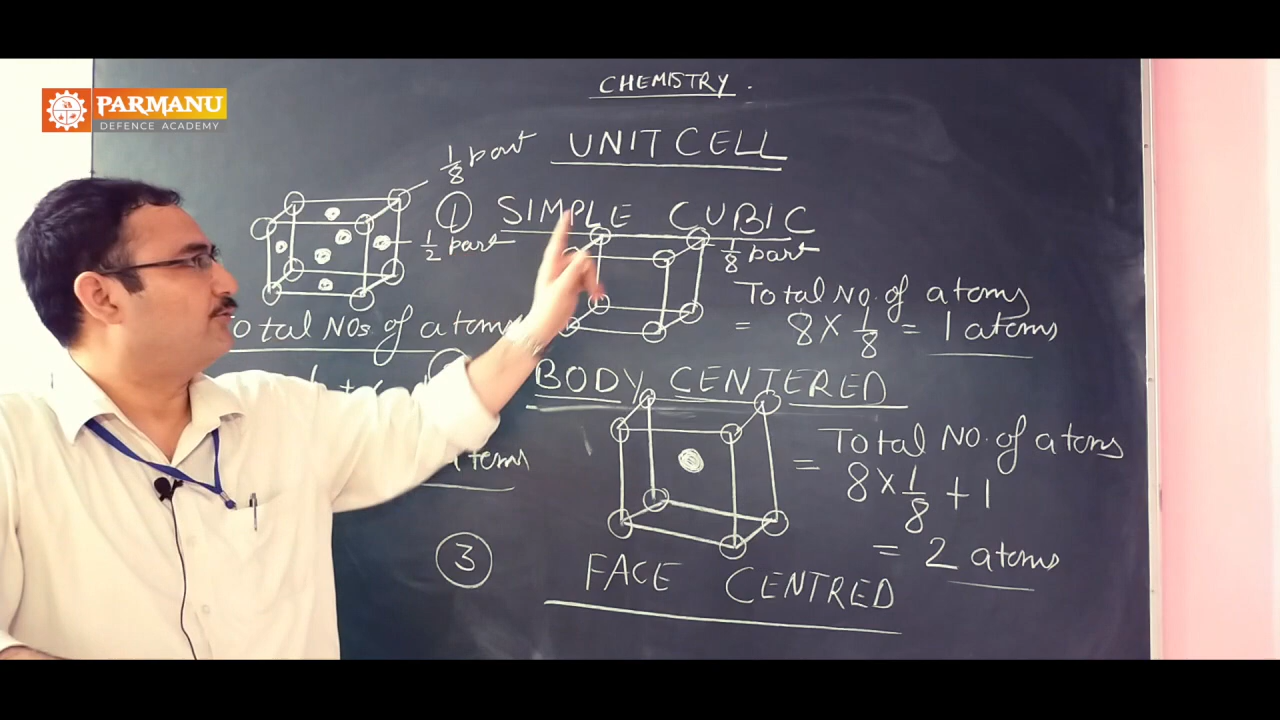 PARMANU
DEFENCE ACADEMY
CHEMISTRY.
UNIT CELL
1/8 part
1/2 part
Total NOs of atoms
atoms
① SIMPLE CUBIC
1/8 part
Total No. of atoms
= 8 × 1/8 = 1 atoms
BODY CENTERED
Total NO. of atoms
= 8 × 1/8 + 1
= 2 atoms
③ FACE CENTRED